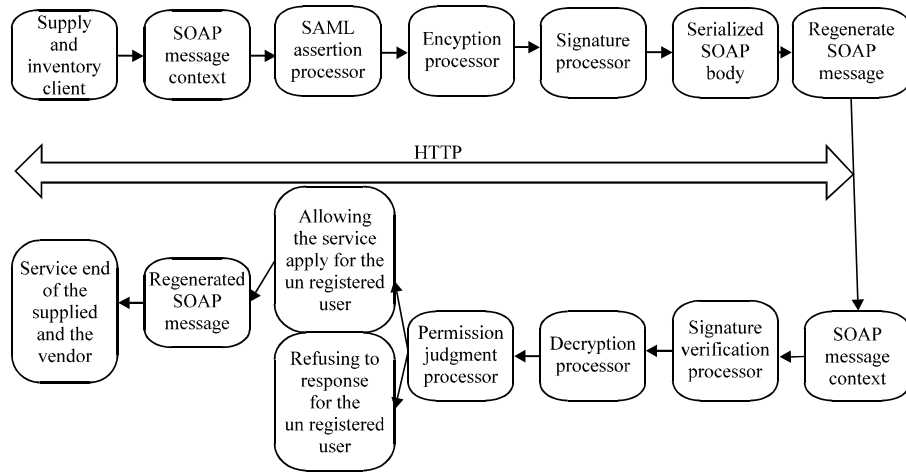 Supply
and
inventory
client
SOAP
message
context
SAML
assertion
processor
Encyption
processor
Signature
processor
Serialized
SOAP
body
Regenerate
SOAP
message
HTTP
Allowing
the service
apply for the
un registered
user
Service end
of the
supplied
and the
vendor
Regenerated
SOAP
message
Refusing to
response
for the
un registered
user
Permission
judgment
processor
Decryption
processor
Signature
verification
processor
SOAP
message
context